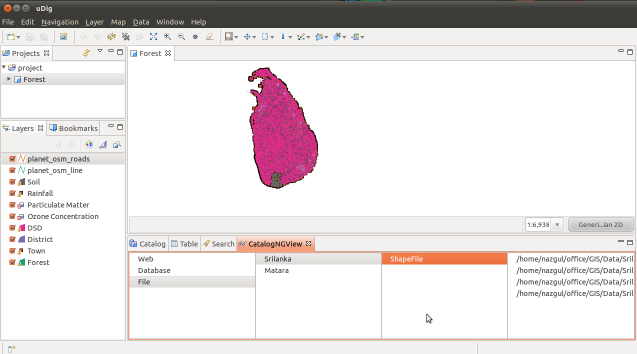 uDig
File Edit Navigation Layer Map Data Window Help
Projects
project
Forest
Layers Bookmarks
planet_osm_roads
planet_osm_line
Soil
Rainfall
Particulate Matter
Ozone Concentration
DSD
District
Town
Forest
Forest
1:6,938
Generi...ian 2D
Catalog Table Search CatalogNGView
Web
Database
File
Srilanka
Matara
ShapeFile
/home/nazgul/office/GIS/Data/Sril
/home/nazgul/office/GIS/Data/Sril
/home/nazgul/office/GIS/Data/Sril
/home/nazgul/office/GIS/Data/Sril